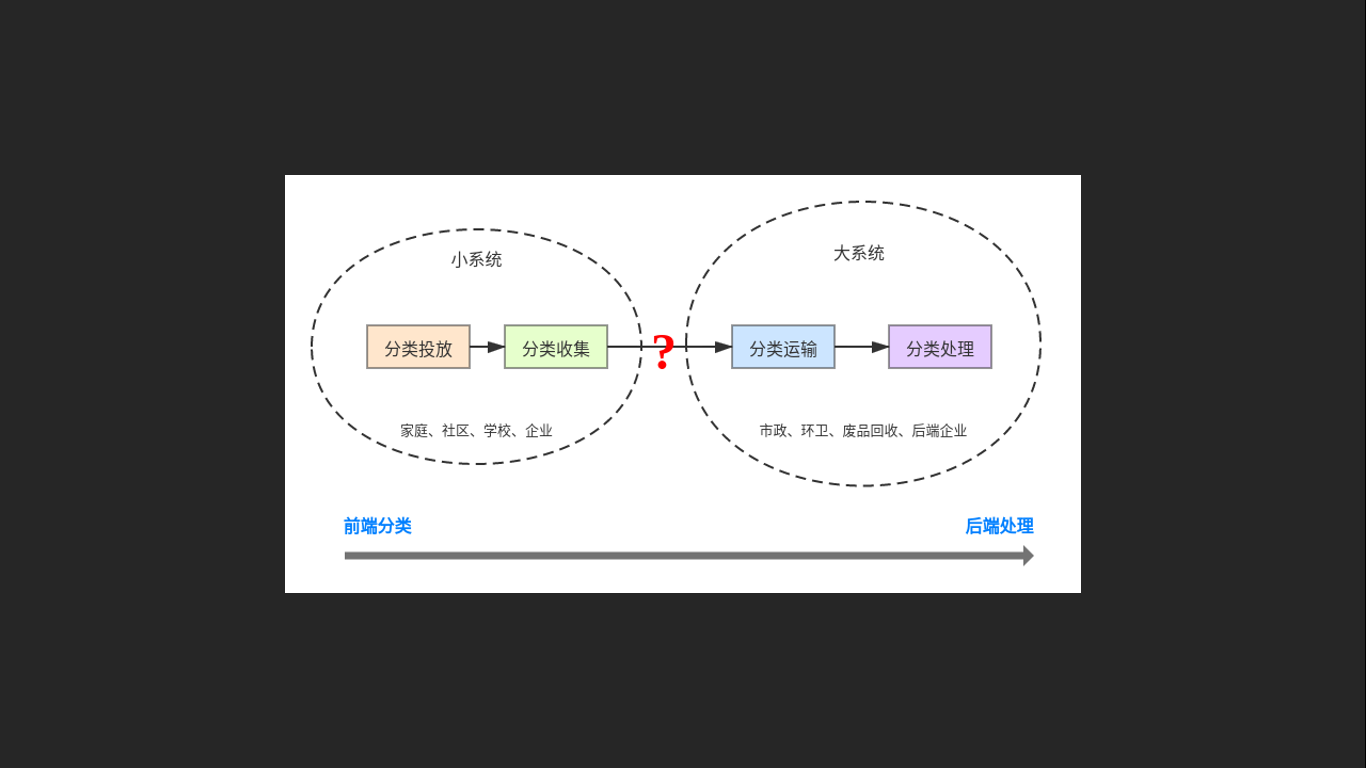 小系统
大系统
分类投放
分类收集
?
分类运输
分类处理
家庭、社区、学校、企业
市政、环卫、废品回收、后端企业
前端分类
后端处理